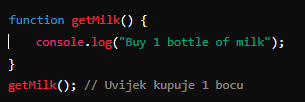 function getMilk() {
    console.log("Buy 1 bottle of milk");
}
getMilk(); // Uvijek kupuje 1 bocu